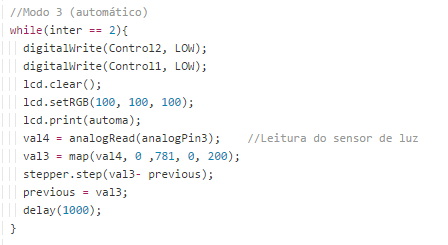 //Modo 3 (automático)
while(inter == 2){
digitalWrite(Control2, LOW);
digitalWrite(Control1, LOW);
lcd.clear();
lcd.setRGB(100, 100, 100);
lcd.print(automa);
val4 = analogRead(analogPin3);    //Leitura do sensor de luz
val3 = map(val4, 0 ,781, 0, 200);
stepper.step(val3- previous);
previous = val3;
delay(1000);
}